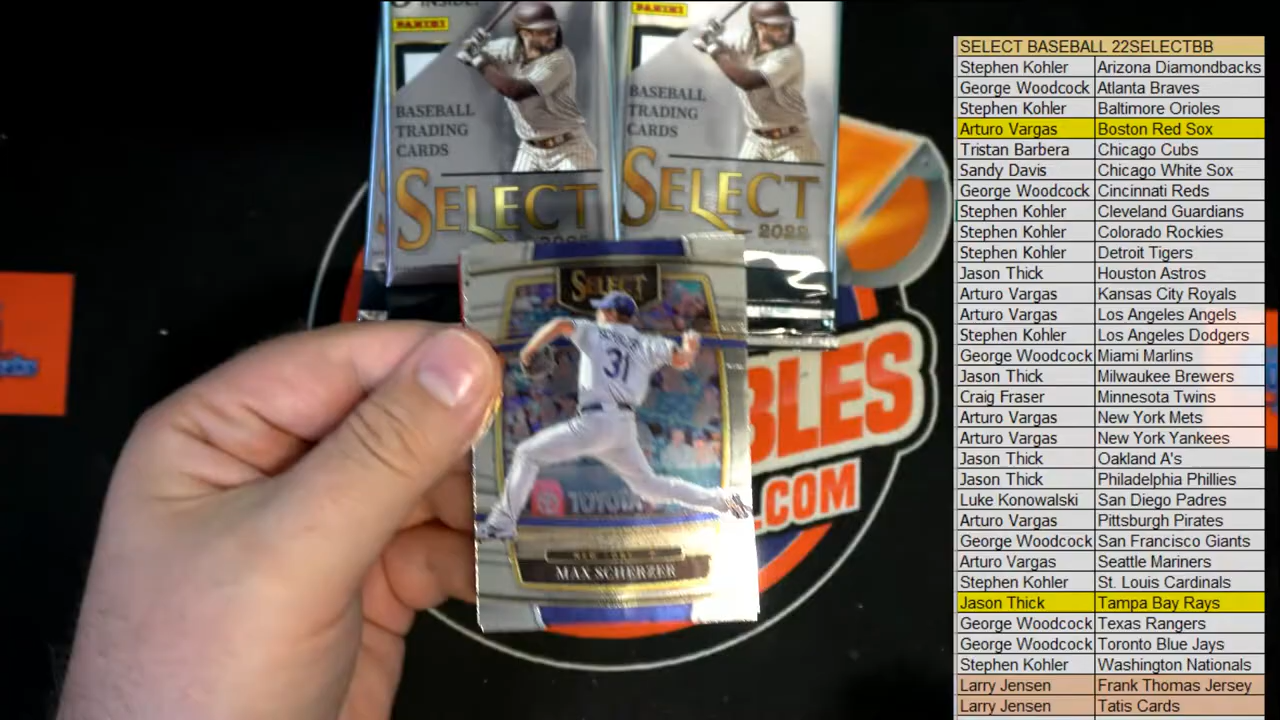 INSIDE!
PANINI
BASEBALL
TRADING
CARDS
SELECT
PANINI
BASEBALL
TRADING
CARDS
SELECT
2022
SELECT
31
TOYOTA
MAX SCHERZER
BLES
.COM
SELECT BASEBALL 22SELECTBB
Stephen Kohler Arizona Diamondbacks
George Woodcock Atlanta Braves
Stephen Kohler Baltimore Orioles
Arturo Vargas Boston Red Sox
Tristan Barbera Chicago Cubs
Sandy Davis Chicago White Sox
George Woodcock Cincinnati Reds
Stephen Kohler Cleveland Guardians
Stephen Kohler Colorado Rockies
Stephen Kohler Detroit Tigers
Jason Thick Houston Astros
Arturo Vargas Kansas City Royals
Arturo Vargas Los Angeles Angels
Stephen Kohler Los Angeles Dodgers
George Woodcock Miami Marlins
Jason Thick Milwaukee Brewers
Craig Fraser Minnesota Twins
Arturo Vargas New York Mets
Arturo Vargas New York Yankees
Jason Thick Oakland A's
Jason Thick Philadelphia Phillies
Luke Konowalski San Diego Padres
Arturo Vargas Pittsburgh Pirates
George Woodcock San Francisco Giants
Arturo Vargas Seattle Mariners
Stephen Kohler St. Louis Cardinals
Jason Thick Tampa Bay Rays
George Woodcock Texas Rangers
George Woodcock Toronto Blue Jays
Stephen Kohler Washington Nationals
Larry Jensen Frank Thomas Jersey
Larry Jensen Tatis Cards